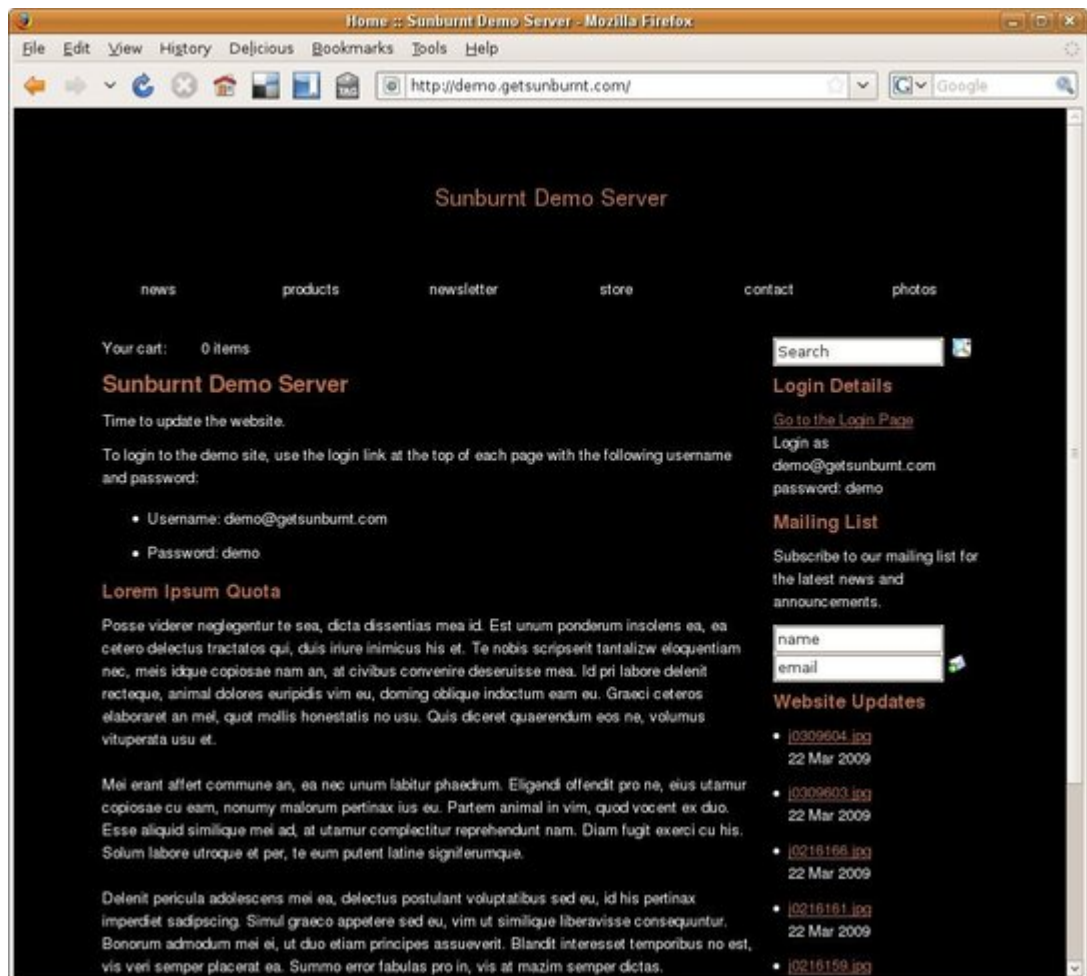 Home :: Sunburnt Demo Server - Mozilla Firefox
File Edit View History Delicious Bookmarks Tools Help
TAG
http://demo.getsunburnt.com/
G Google
Sunburnt Demo Server
news products newsletter store contact photos
Your cart: 0 items
Sunburnt Demo Server
Time to update the website.
To login to the demo site, use the login link at the top of each page with the following username
and password:
• Username: demo@getsunburnt.com
• Password: demo
Lorem Ipsum Quota
Posse viderer neglegentur te sea, dicta dissentias mea id. Est unum ponderum insolens ea, ea
cetero delectus tractatos qui, duis iriure inimicus his et. Te nobis scripserit tantalizw eloquentiam
nec, meis idque copiosae nam an, at civibus convenire deseruisse mea. Id pri labore delenit
recteque, animal dolores euripidis vim eu, doming oblique indoctum eam eu. Graeci ceteros
elaboraret an mel, quot mollis honestatis no usu. Quis diceret quaerendum eos ne, volumus
vituperata usu et.
Mei erant affert commune an, ea nec unum labitur phaedrum. Eligendi offendit pro ne, eius utamur
copiosae cu eam, nonumy malorum pertinax ius eu. Partem animal in vim, quod vocent ex duo.
Esse aliquid similique mei ad, at utamur complectitur reprehendunt nam. Diam fugit exerci cu his.
Solum labore utroque et per, te eum putent latine signiferumque.
Delenit pericula adolescens mei ea, delectus postulant voluptatibus sed eu, id his pertinax
imperdiet sadipscing. Simul graeco appetere sed eu, vim ut similique liberavisse consequuntur.
Bonorum admodum mei ei, ut duo etiam principes assueverit. Blandit interesset temporibus no est,
vis veri semper placerat ea. Summo error fabulas pro in, vis at mazim semper dictas.
Search
Login Details
Go to the Login Page
Login as
demo@getsunburnt.com
password: demo
Mailing List
Subscribe to our mailing list for
the latest news and
announcements.
name
email
Website Updates
• j0309604.jpg
22 Mar 2009
• j0309603.jpg
22 Mar 2009
• j0216166.jpg
22 Mar 2009
• j0216161.jpg
22 Mar 2009
• j0216159.jpg